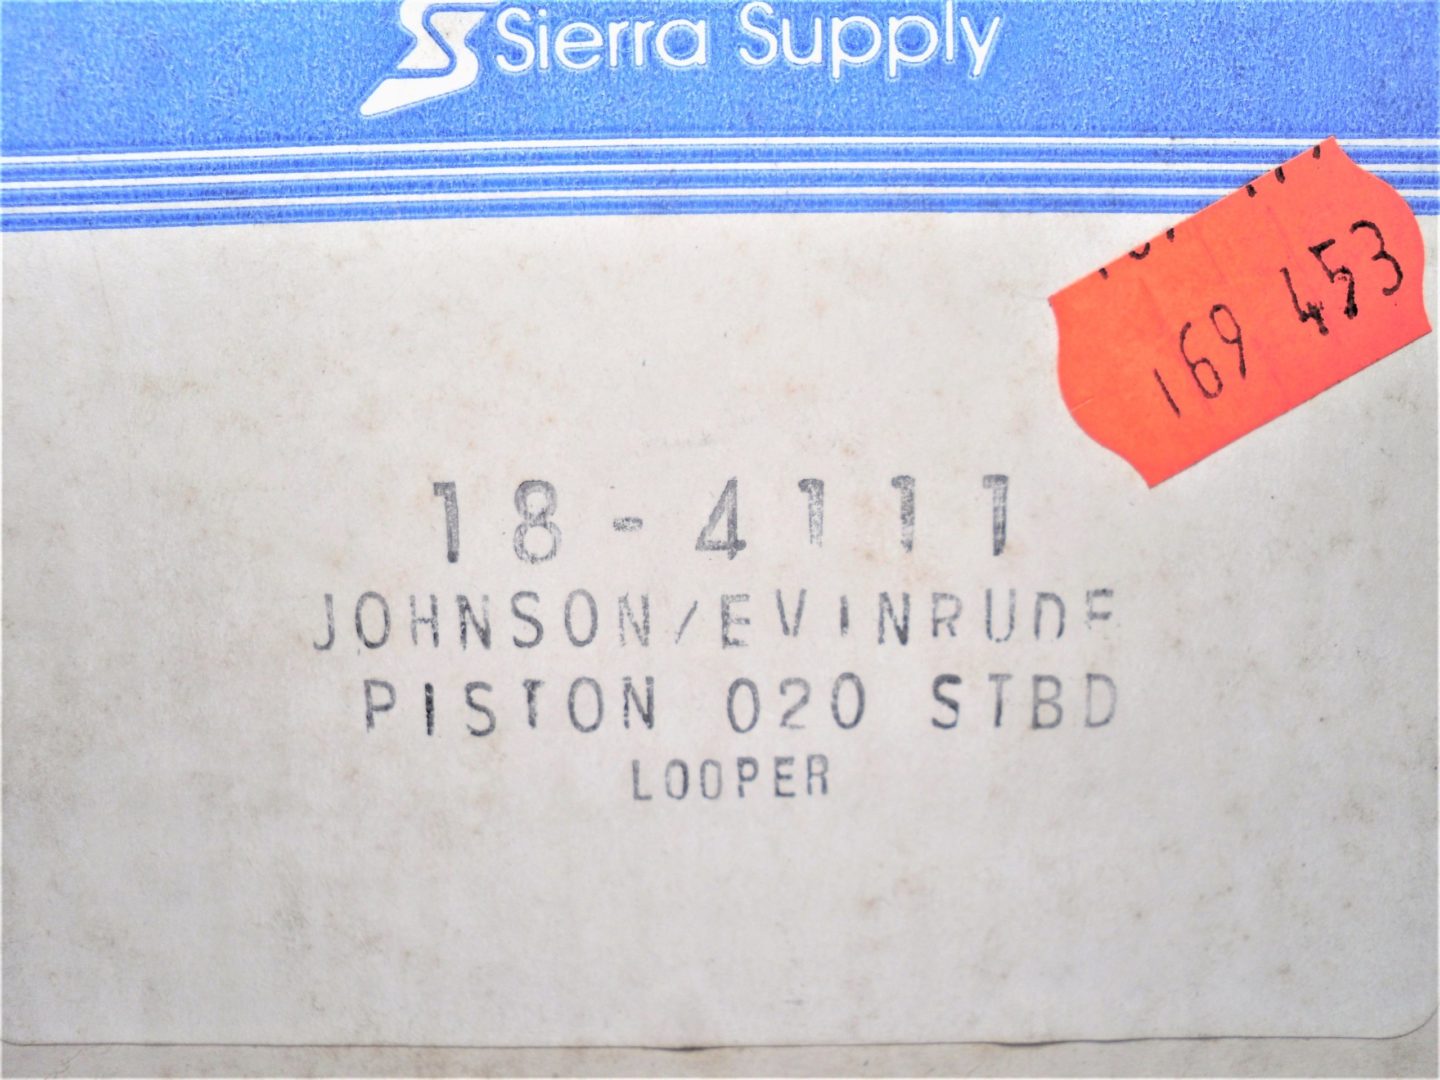 Sierra Supply
169 453
18-4111
JOHNSON/EVINRUDE
PISTON 020 STBD
LOOPER